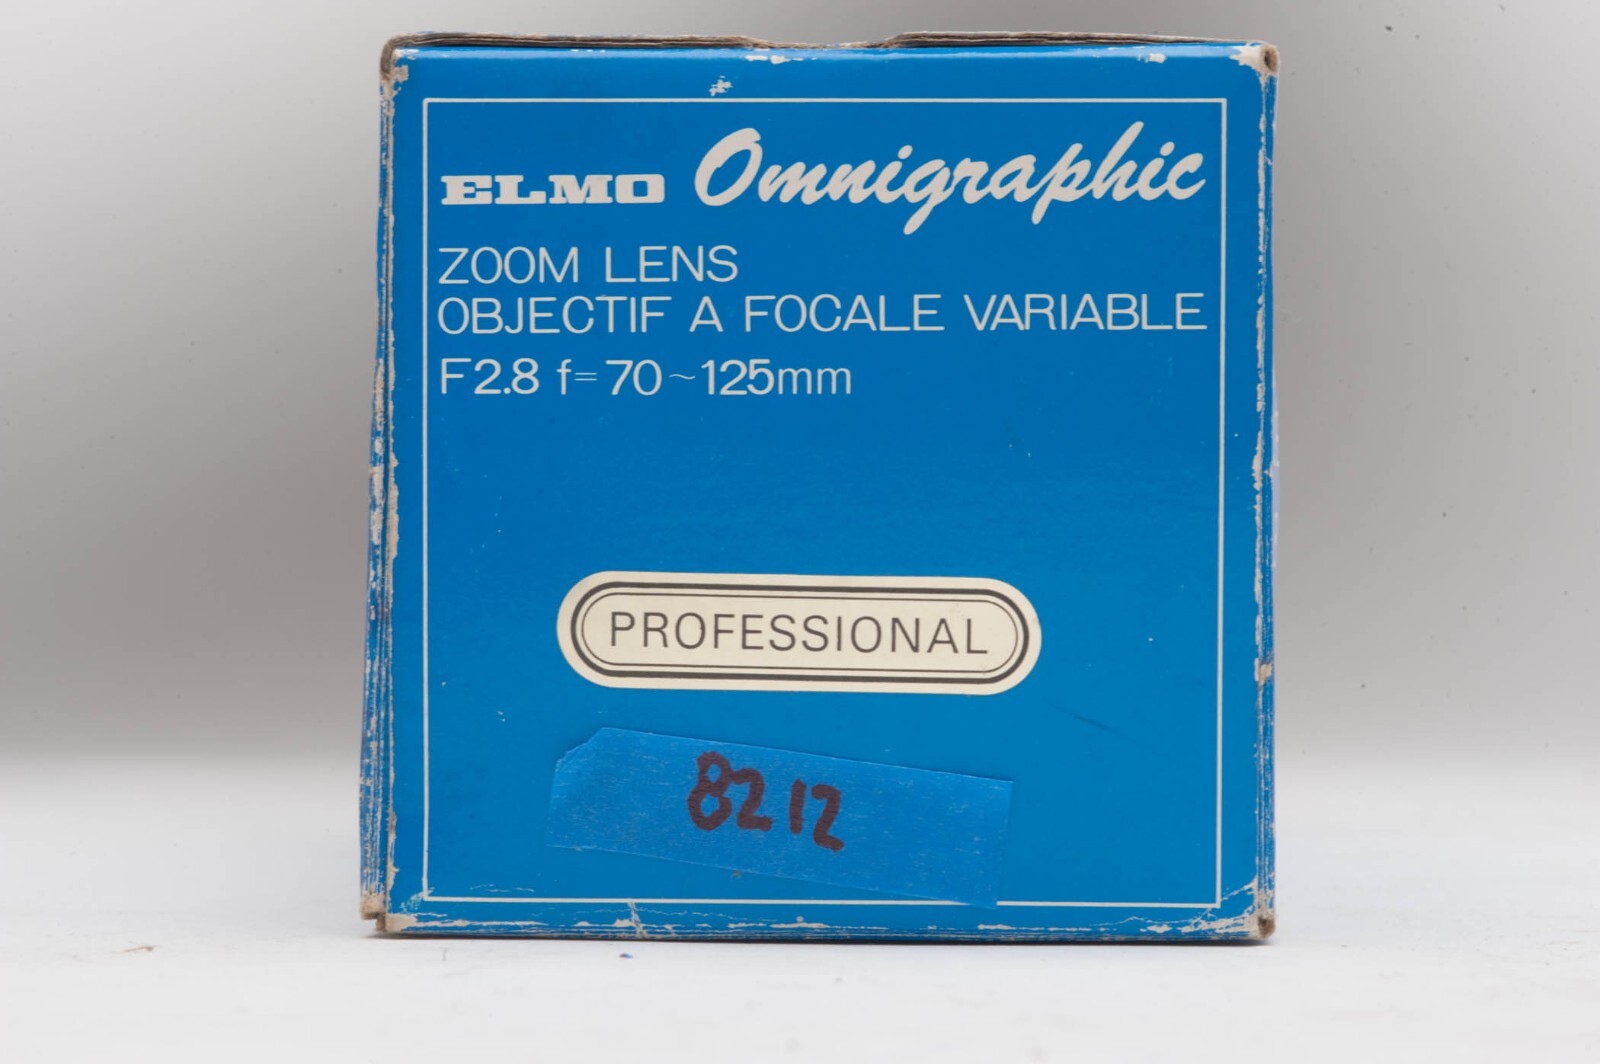 ELMO Omnigraphic
ZOOM LENS
OBJECTIF A FOCALE VARIABLE
F2.8 f=70~125mm
PROFESSIONAL
8212